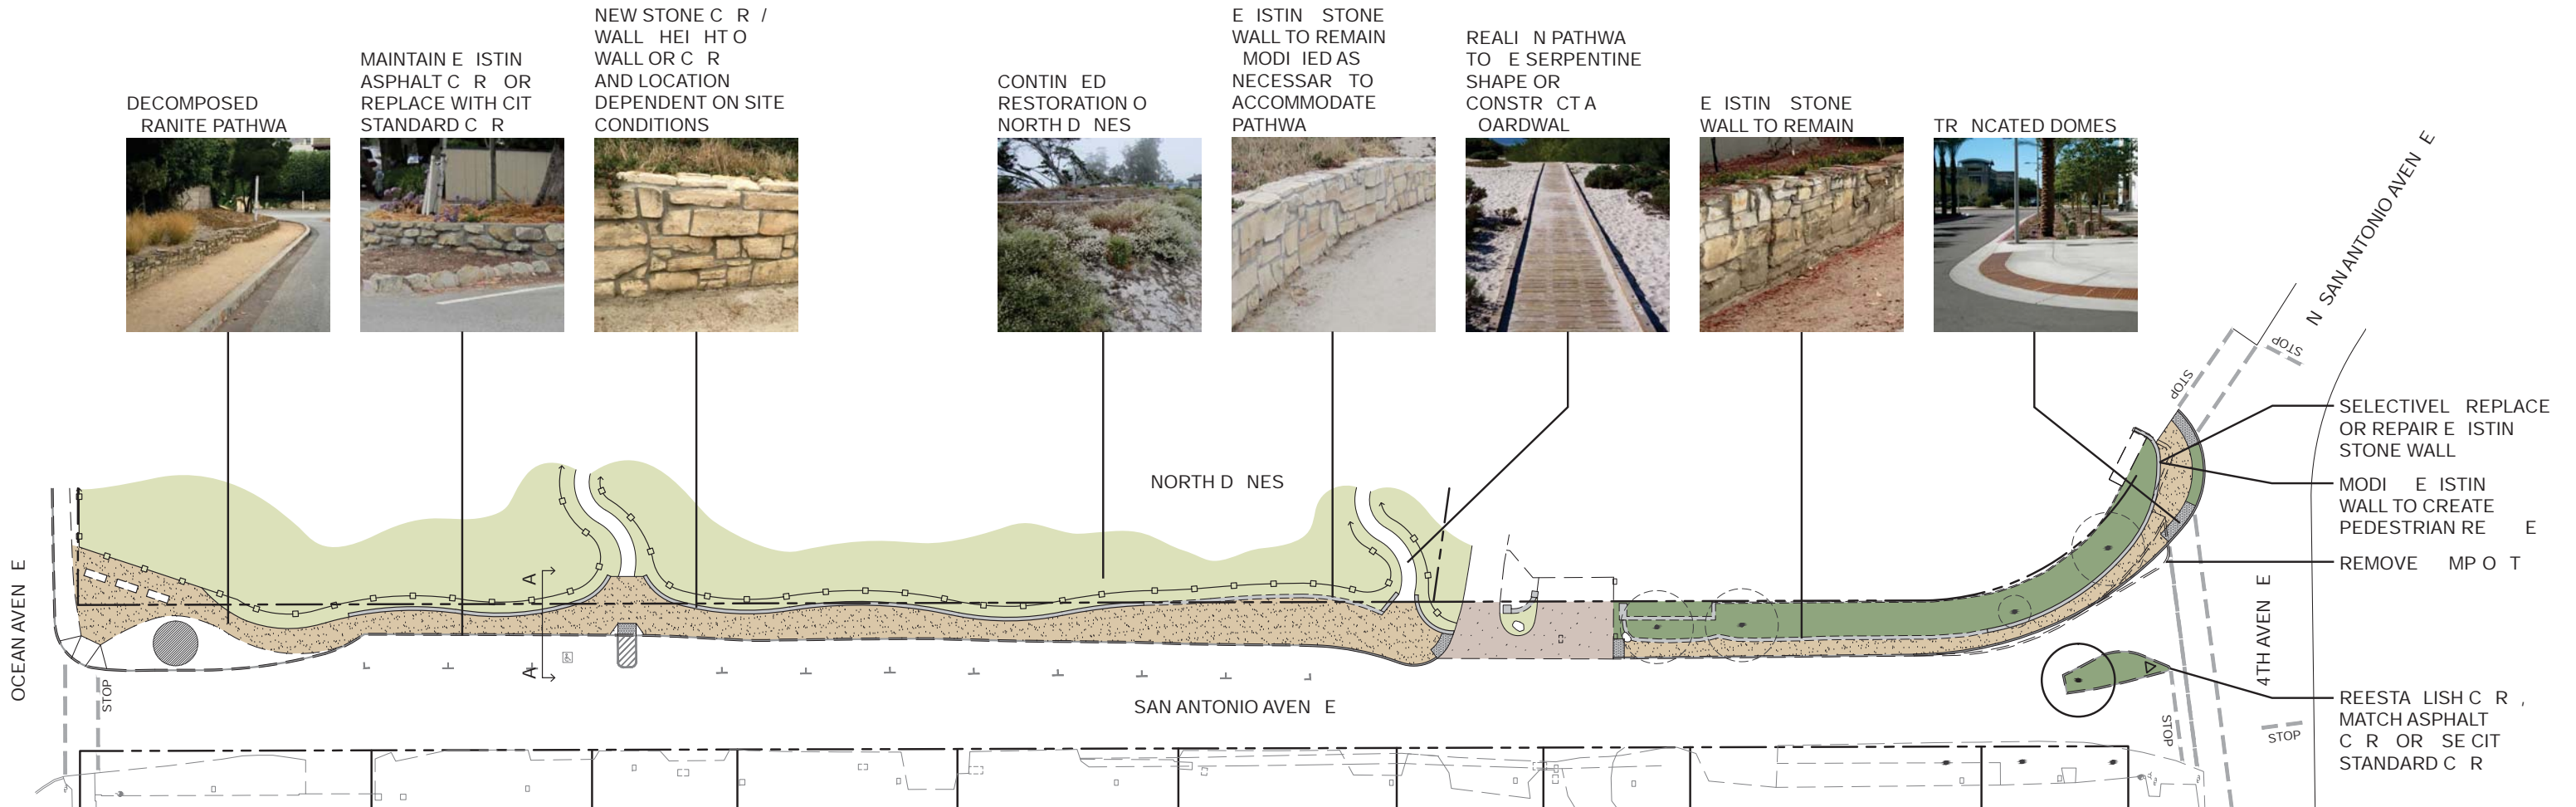 DECOMPOSED
RANITE PATHWA
MAINTAIN E ISTIN
ASPHALT C R OR
REPLACE WITH CIT
STANDARD C R
NEW STONE C R /
WALL HEI HT O
WALL OR C R
AND LOCATION
DEPENDENT ON SITE
CONDITIONS
CONTIN ED
RESTORATION O
NORTH D NES
E ISTIN STONE
WALL TO REMAIN
MODI IED AS
NECESSAR TO
ACCOMMODATE
PATHWA
REALI N PATHWA
TO E SERPENTINE
SHAPE OR
CONSTR CT A
OARDWAL
E ISTIN STONE
WALL TO REMAIN
TR NCATED DOMES
N SAN ANTONIO AVEN E
STOP
STOP
SELECTIVEL REPLACE
OR REPAIR E ISTIN
STONE WALL
MODI E ISTIN
WALL TO CREATE
PEDESTRIAN RE E
REMOVE MP O T
NORTH D NES
OCEAN AVEN E
A
A
STOP
SAN ANTONIO AVEN E
4TH AVEN E
STOP
STOP
REESTA LISH C R ,
MATCH ASPHALT
C R OR SE CIT
STANDARD C R